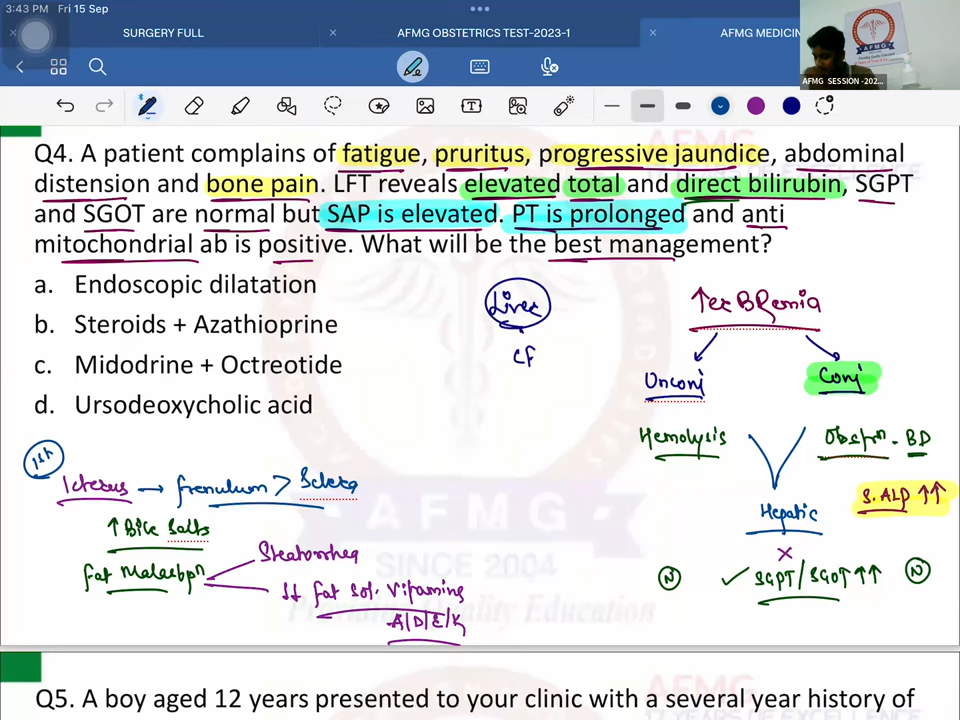 3:43 PM Fri 15 Sep
SURGERY FULL
AFMG OBSTETRICS TEST-2023-1
AFMG MEDICIN
AFMG
AFMG SESSION -202...
Q4. A patient complains of fatigue, pruritus, progressive jaundice, abdominal
distension and bone pain. LFT reveals elevated total and direct bilirubin, SGPT
and SGOT are normal but SAP is elevated. PT is prolonged and anti
mitochondrial ab is positive. What will be the best management?
a. Endoscopic dilatation
b. Steroids + Azathioprine
c. Midodrine + Octreotide
d. Ursodeoxycholic acid
Liver
CF
Unconj
Conj
Hemolysis
BD
Hepatic
S. ALP ↑↑
X
N
✓ SGPT/SGOT ↑↑
N
1st
Icterus → frenulum > Sclera
↑ Bile Salts
Steatorrhea
fat sol. Vitamins
A/D/E/K
AFMG
SINCE 2004
Quality Education
Q5. A boy aged 12 years presented to your clinic with a several year history of